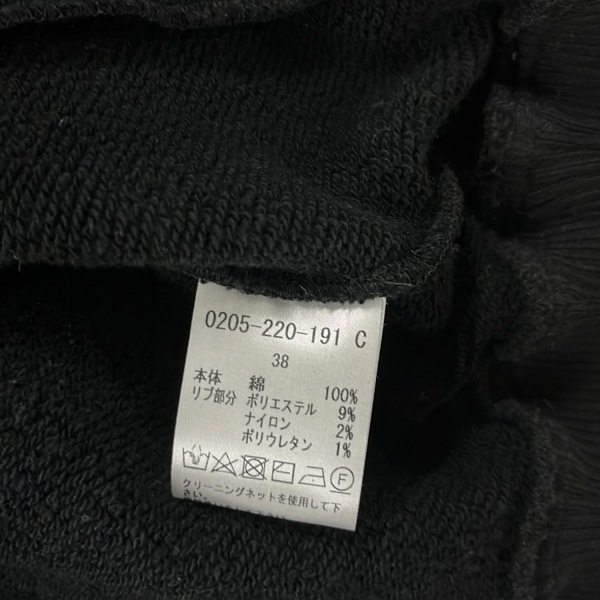 0205-220-191 C
38
本体 綿 100%
リブ部分 ポリエステル 9%
ナイロン 2%
ポリウレタン 1%
F
クリーニングネットを使用して下
さい。